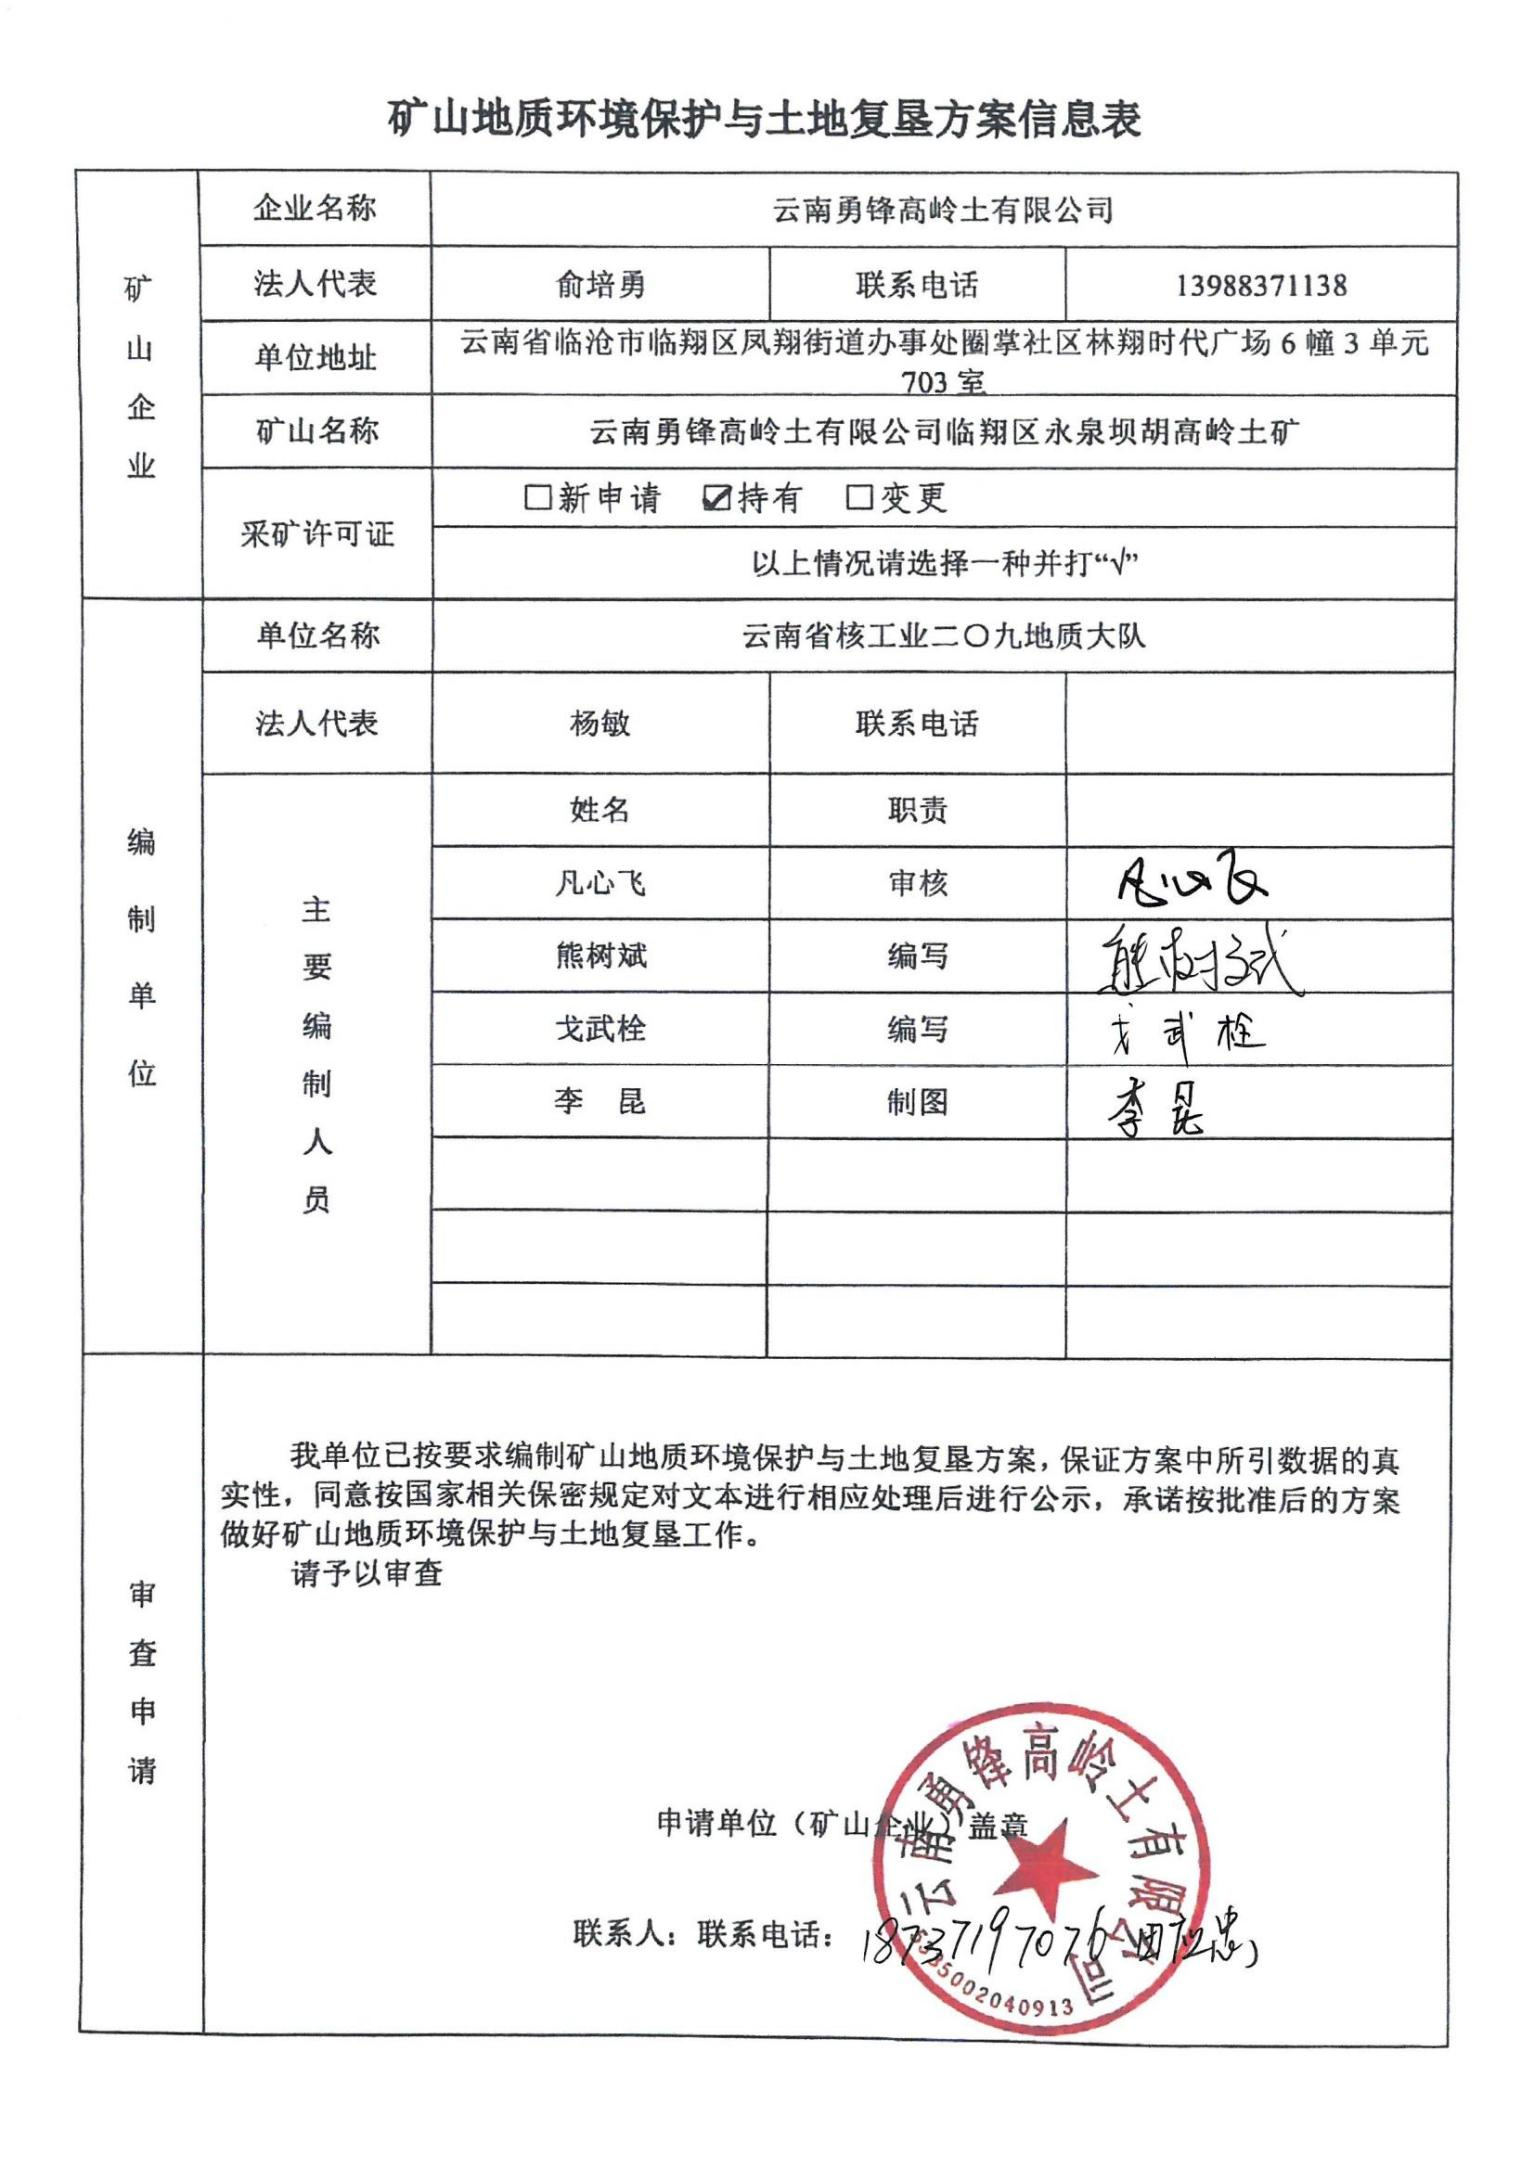 矿山地质环境保护与土地复垦方案信息表
矿山企业
企业名称 云南勇锋高岭土有限公司
法人代表 俞培勇 联系电话 13988371138
单位地址 云南省临沧市临翔区凤翔街道办事处圈掌社区林翔时代广场 6 幢 3 单元
703 室
矿山名称 云南勇锋高岭土有限公司临翔区永泉坝胡高岭土矿
采矿许可证 □新申请 ☑持有 □变更
以上情况请选择一种并打“√”
编制单位
单位名称 云南省核工业二〇九地质大队
法人代表 杨敏 联系电话
主要编制人员
姓名 职责
凡心飞 审核 凡心飞
熊树斌 编写 熊树斌
戈武栓 编写 戈武栓
李 昆 制图 李昆
审查申请
我单位已按要求编制矿山地质环境保护与土地复垦方案，保证方案中所引数据的真
实性，同意按国家相关保密规定对文本进行相应处理后进行公示，承诺按批准后的方案
做好矿山地质环境保护与土地复垦工作。
请予以审查
申请单位（矿山企业）盖章
云南勇锋高岭土有限公司
联系人：联系电话：